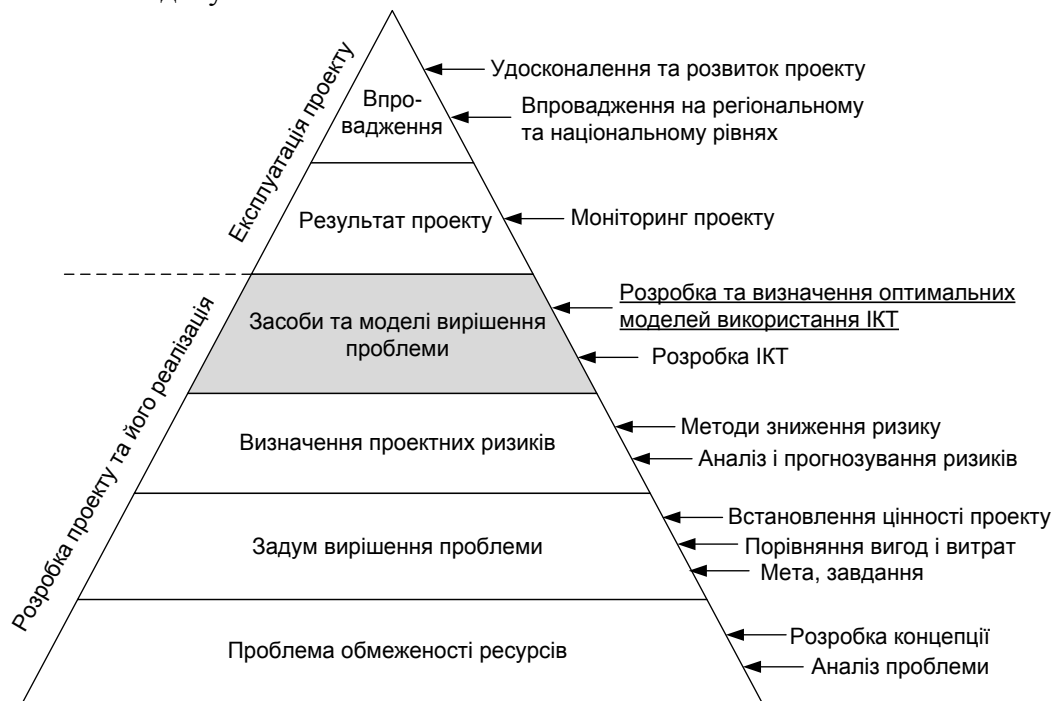 Удосконалення та розвиток проекту
Впро-
вадження
Впровадження на регіональному
та національному рівнях
Експлуатація проекту
Результат проекту
Моніторинг проекту
Засоби та моделі вирішення
проблеми
Розробка та визначення оптимальних
моделей використання ІКТ
Розробка ІКТ
Розробка проекту та його реалізація
Визначення проектних ризиків
Методи зниження ризику
Аналіз і прогнозування ризиків
Задум вирішення проблеми
Встановлення цінності проекту
Порівняння вигод і витрат
Мета, завдання
Проблема обмеженості ресурсів
Розробка концепції
Аналіз проблеми